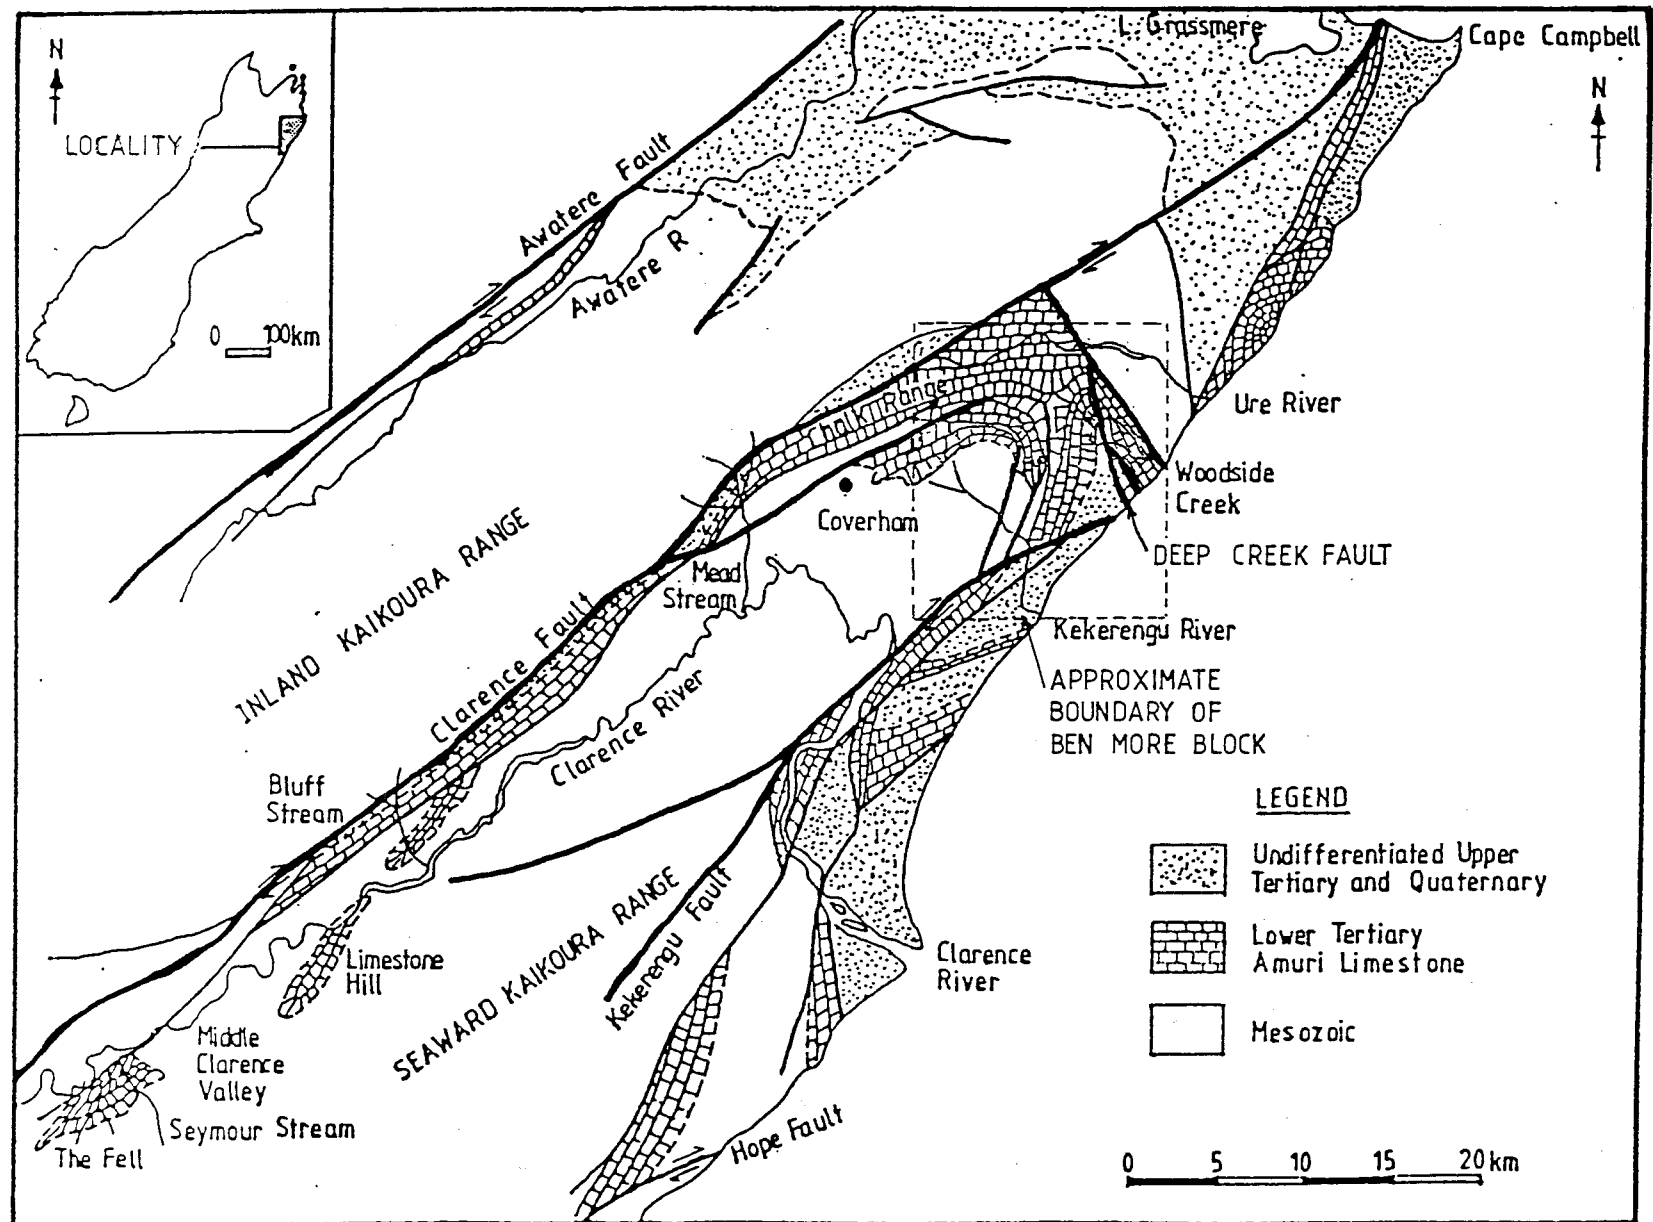 N
LOCALITY
0 100km
L. Grassmere
Cape Campbell
N
Awatere Fault
Awatere R
Chalk Range
Ure River
Woodside
Creek
Coverham
DEEP CREEK FAULT
Mead
Stream
INLAND KAIKOURA RANGE
Clarence Fault
Clarence River
Kekerengu River
APPROXIMATE
BOUNDARY OF
BEN MORE BLOCK
Bluff
Stream
LEGEND
Undifferentiated Upper
Tertiary and Quaternary
Lower Tertiary
Amuri Limestone
Mesozoic
SEAWARD KAIKOURA RANGE
Kekerengu Fault
Clarence
River
Limestone
Hill
Middle
Clarence
Valley
Seymour Stream
The Fell
Hope Fault
0 5 10 15 20km